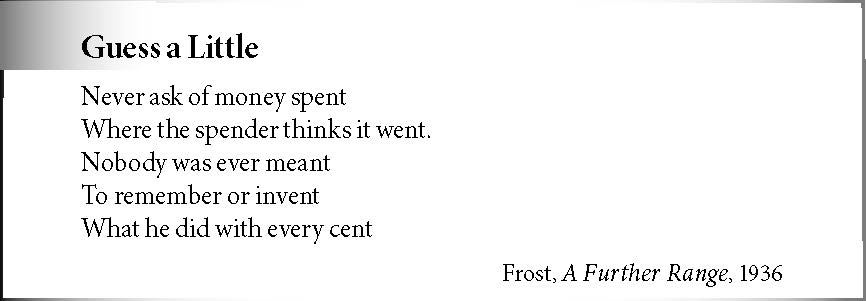 Guess a Little
Never ask of money spent
Where the spender thinks it went.
Nobody was ever meant
To remember or invent
What he did with every cent
Frost, A Further Range, 1936